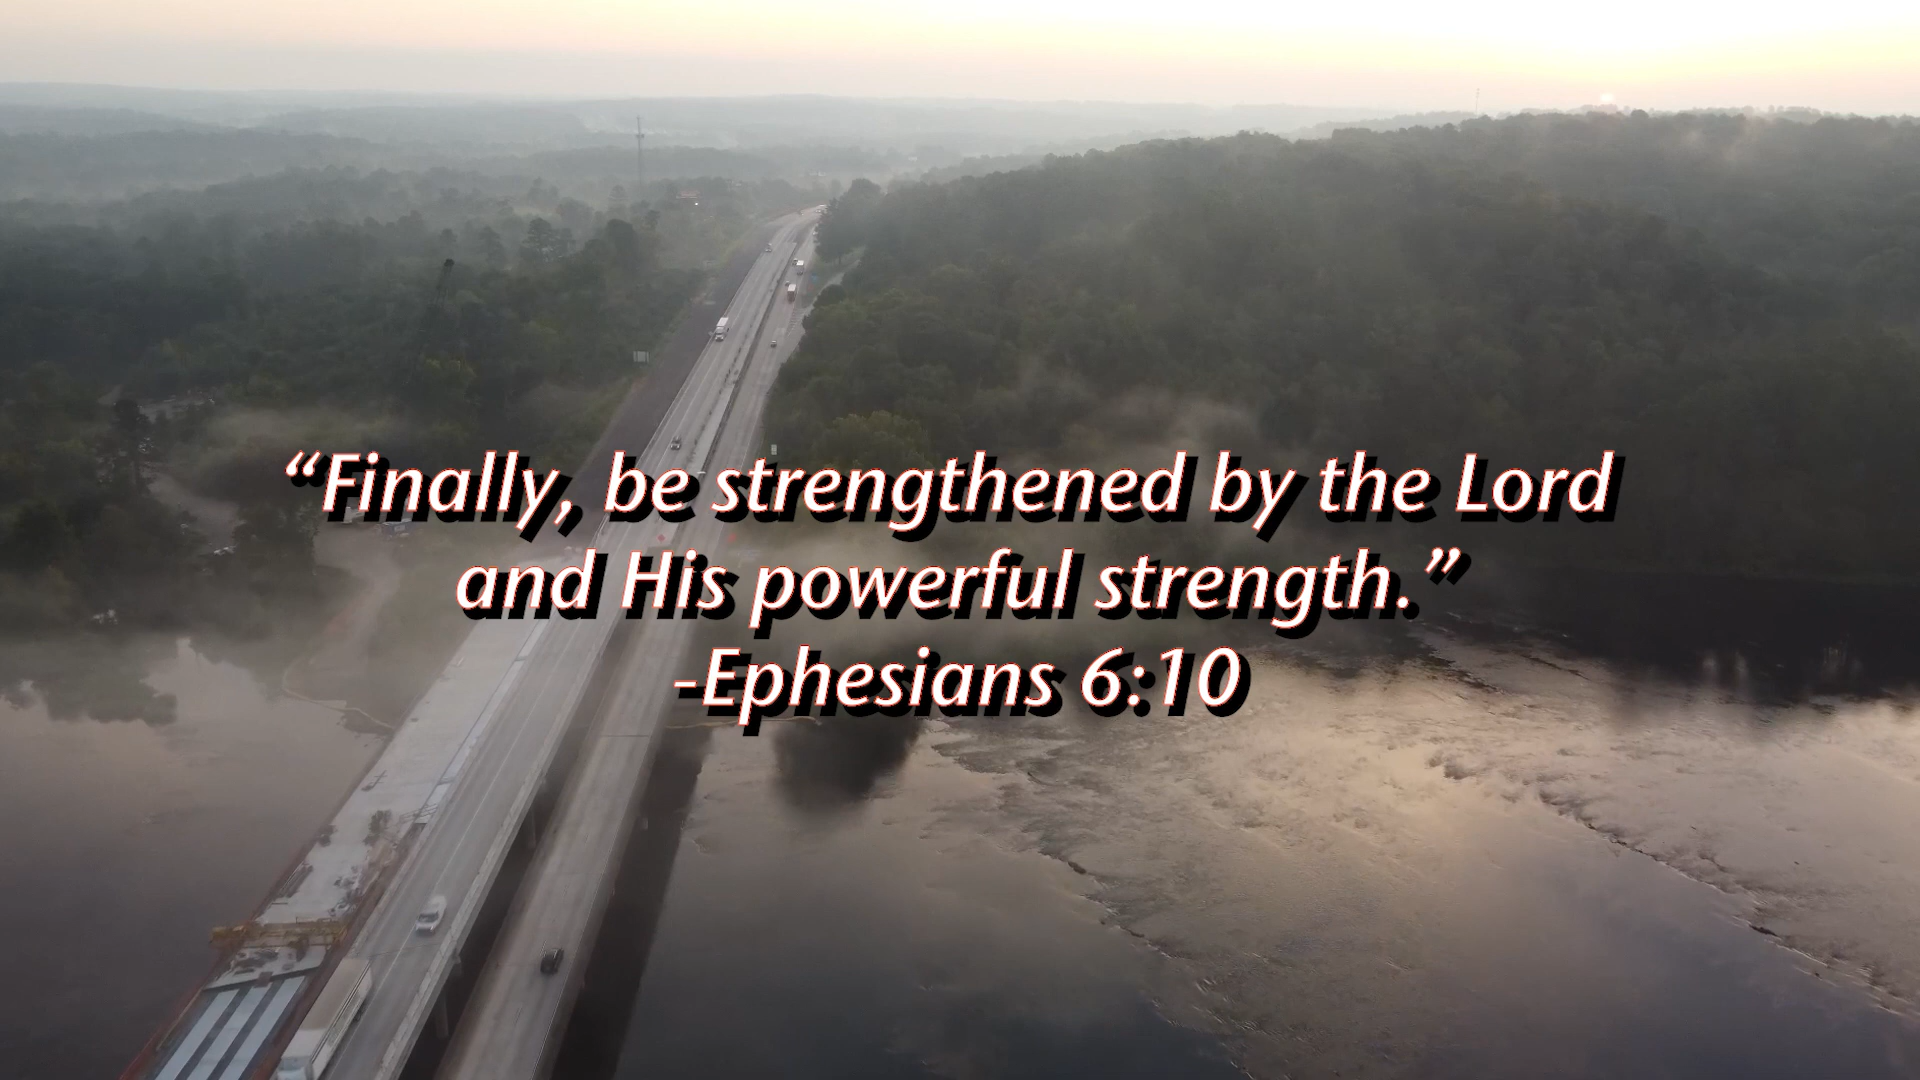 “Finally, be strengthened by the Lord
and His powerful strength.”
-Ephesians 6:10